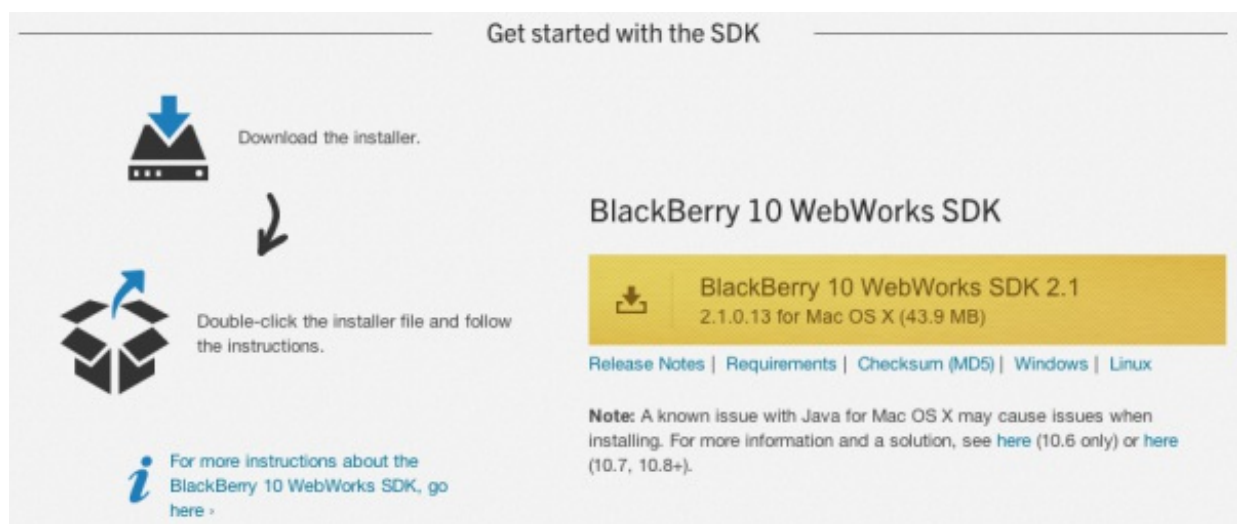 Get started with the SDK
Download the installer.
Double-click the installer file and follow
the instructions.
For more instructions about the
BlackBerry 10 WebWorks SDK, go
here ›
BlackBerry 10 WebWorks SDK
BlackBerry 10 WebWorks SDK 2.1
2.1.0.13 for Mac OS X (43.9 MB)
Release Notes | Requirements | Checksum (MD5) | Windows | Linux
Note: A known issue with Java for Mac OS X may cause issues when
installing. For more information and a solution, see here (10.6 only) or here
(10.7, 10.8+).